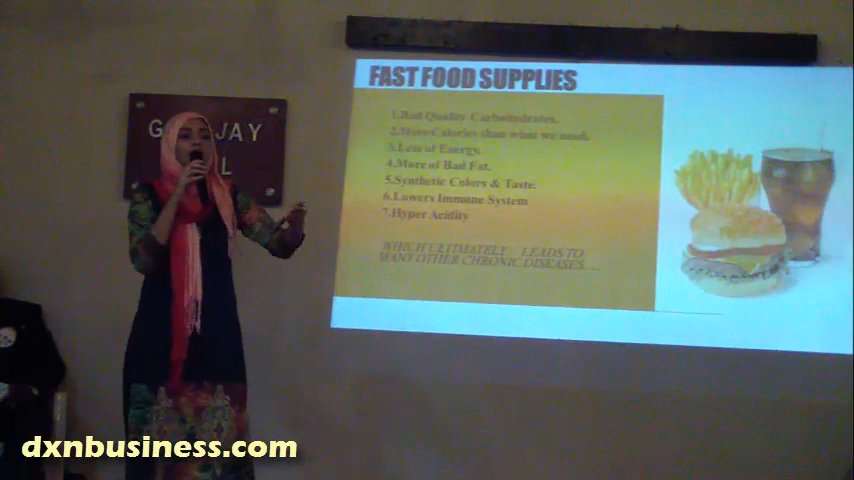 FAST FOOD SUPPLIES
1.Bad Quality Carbohydrates.
2.More Calories than what we need.
3.Less of Energy.
4.More of Bad Fat.
5.Synthetic Colors & Taste.
6.Lowers Immune System
7.Hyper Acidity
WHICH ULTIMATELY LEADS TO
MANY OTHER CHRONIC DISEASES....
JAY
dxnbusiness.com